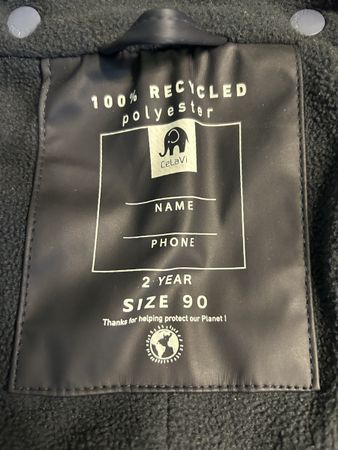 100% RECYCLED
polyester
CeLaVi
NAME
PHONE
2 YEAR
SIZE 90
Thanks for helping protect our Planet!